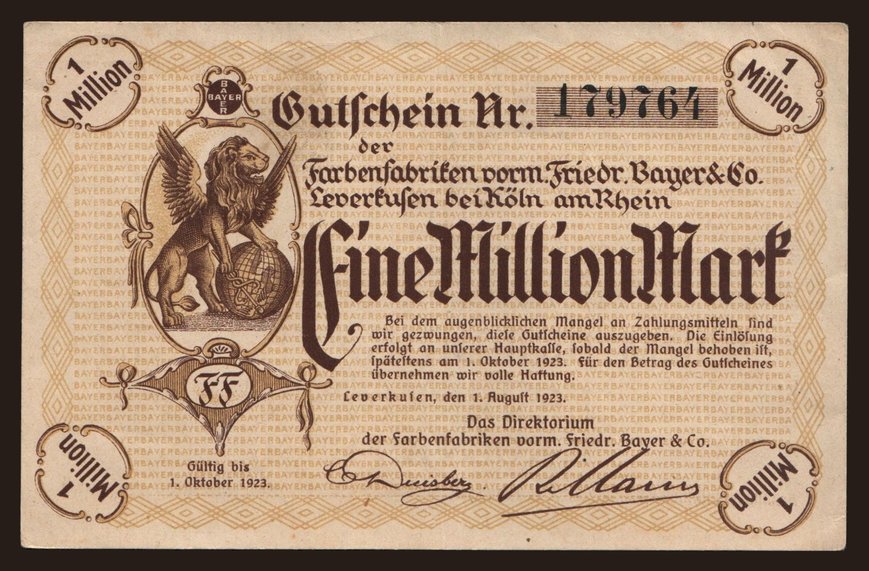 1 Million
1 Million
BAYER
BAYER
Gutschein Nr. 179764
der
Farbenfabriken vorm. Friedr. Bayer & Co.
Leverkusen bei Köln am Rhein
Eine Million Mark
Bei dem augenblicklichen Mangel an Zahlungsmitteln sind
wir gezwungen, diese Gutscheine auszugeben. Die Einlösung
erfolgt an unserer Hauptkasse, sobald der Mangel behoben ist,
spätestens am 1. Oktober 1923. Für den Betrag des Gutscheines
übernehmen wir volle Haftung.
Leverkusen, den 1. August 1923.
FF
Das Direktorium
der Farbenfabriken vorm. Friedr. Bayer & Co.
Gültig bis
1. Oktober 1923.
C. Duisberg
1 Million
1 Million